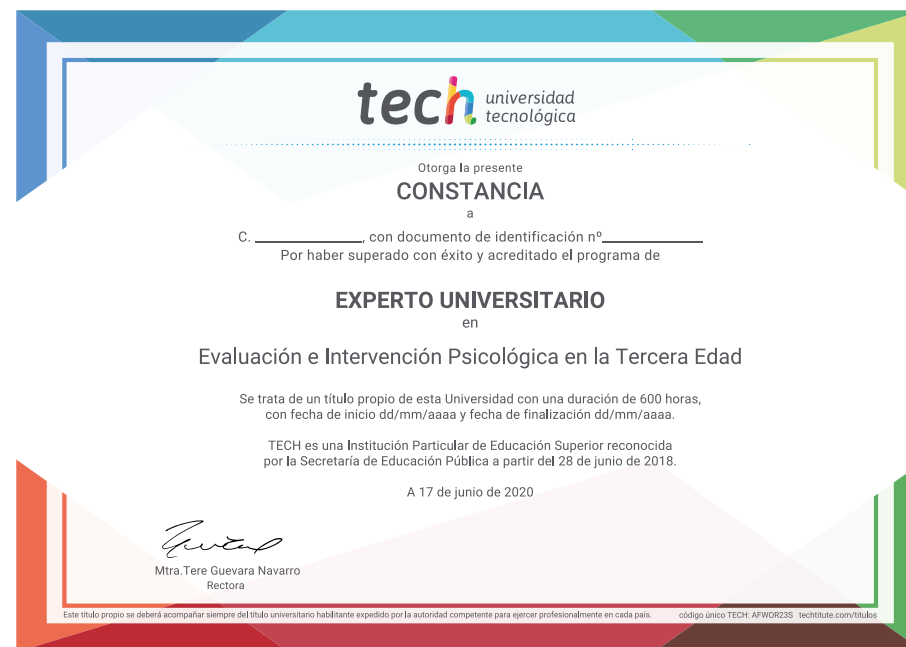 tech universidad
tecnológica
Otorga la presente
CONSTANCIA
a
C. ______________, con documento de identificación nº_____________
Por haber superado con éxito y acreditado el programa de
EXPERTO UNIVERSITARIO
en
Evaluación e Intervención Psicológica en la Tercera Edad
Se trata de un título propio de esta Universidad con una duración de 600 horas,
con fecha de inicio dd/mm/aaaa y fecha de finalización dd/mm/aaaa.
TECH es una Institución Particular de Educación Superior reconocida
por la Secretaría de Educación Pública a partir del 28 de junio de 2018.
A 17 de junio de 2020
Mtra.Tere Guevara Navarro
Rectora
Este título propio se deberá acompañar siempre del título universitario habilitante expedido por la autoridad competente para ejercer profesionalmente en cada país. código único TECH: AFWOR23S techtitute.com/titulos